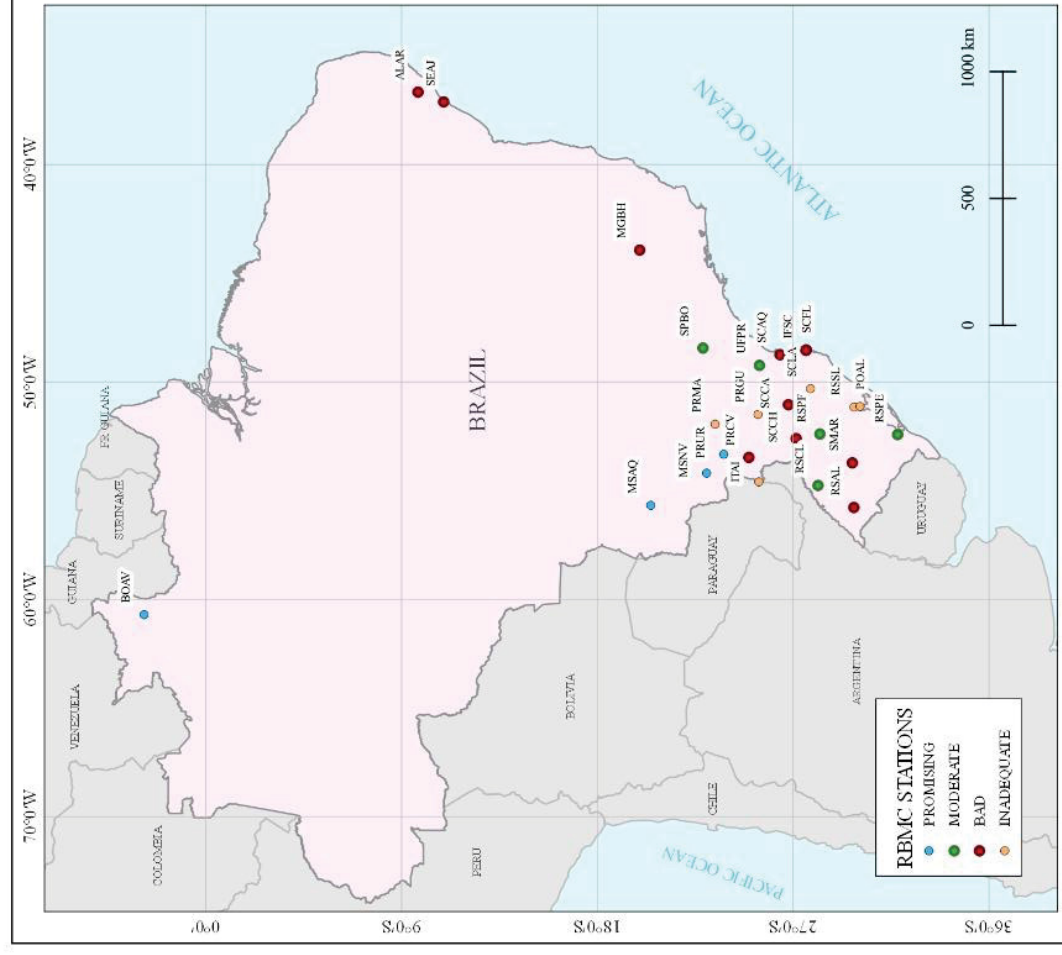 70°0'W
60°0'W
50°0'W
40°0'W
0°0'
9°0'S
18°0'S
27°0'S
36°0'S
VENEZUELA
GUIANA
SURINAME
FR GUIANA
COLOMBIA
BOAV
PERU
BRAZIL
BOLIVIA
PARAGUAY
CHILE
ARGENTINA
URUGUAY
PACIFIC OCEAN
ATLANTIC OCEAN
ALAR
SEAJ
MGBH
MSAQ
SPBO
MSNV
PRUR
PRMA
PRCV
ITAI
PRGU
UFPR
SCCH
SCCA
SCAQ
RSCL
RSPF
SCLA
IFSC
SCFL
RSAL
SMAR
RSSL
POAL
RSPE
RBMC STATIONS
PROMISING
MODERATE
BAD
INADEQUATE
0 500 1000 km